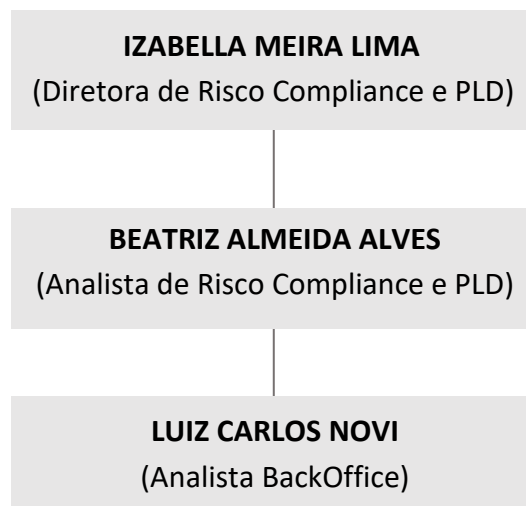 IZABELLA MEIRA LIMA
(Diretora de Risco Compliance e PLD)
BEATRIZ ALMEIDA ALVES
(Analista de Risco Compliance e PLD)
LUIZ CARLOS NOVI
(Analista BackOffice)